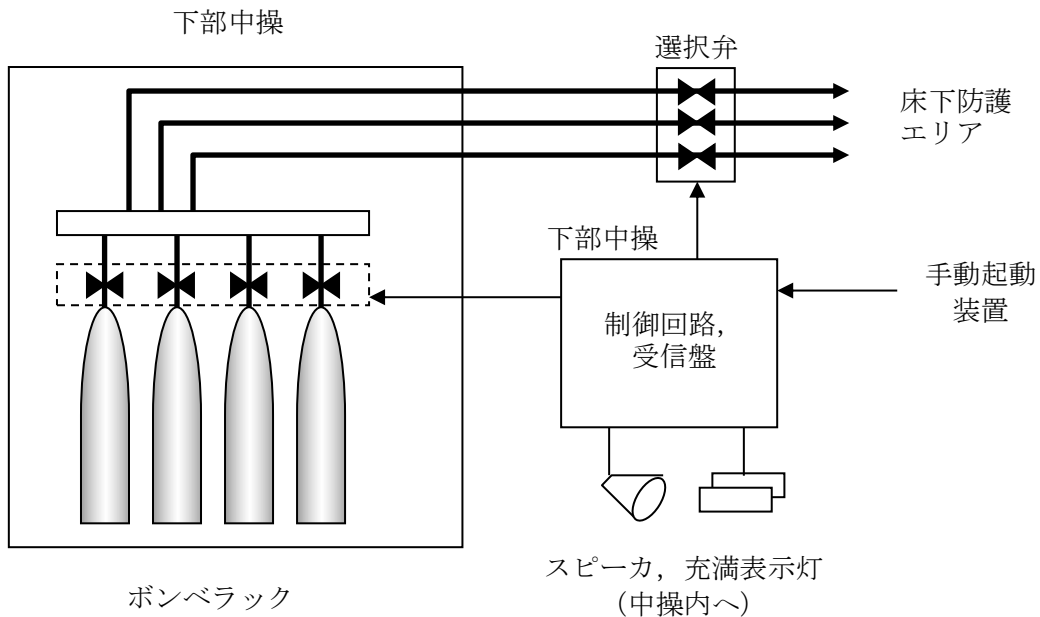 下部中操
選択弁
床下防護
エリア
下部中操
手動起動
装置
制御回路，
受信盤
スピーカ，充満表示灯
（中操内へ）
ボンベラック